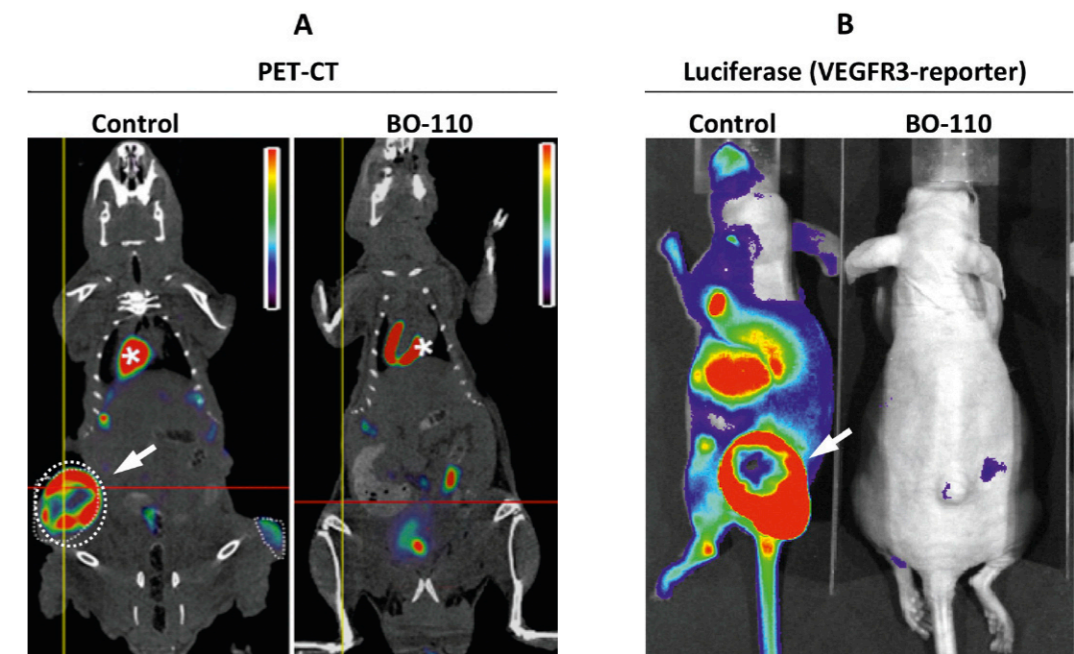 A
PET-CT
Control
BO-110
*
*
B
Luciferase (VEGFR3-reporter)
Control
BO-110